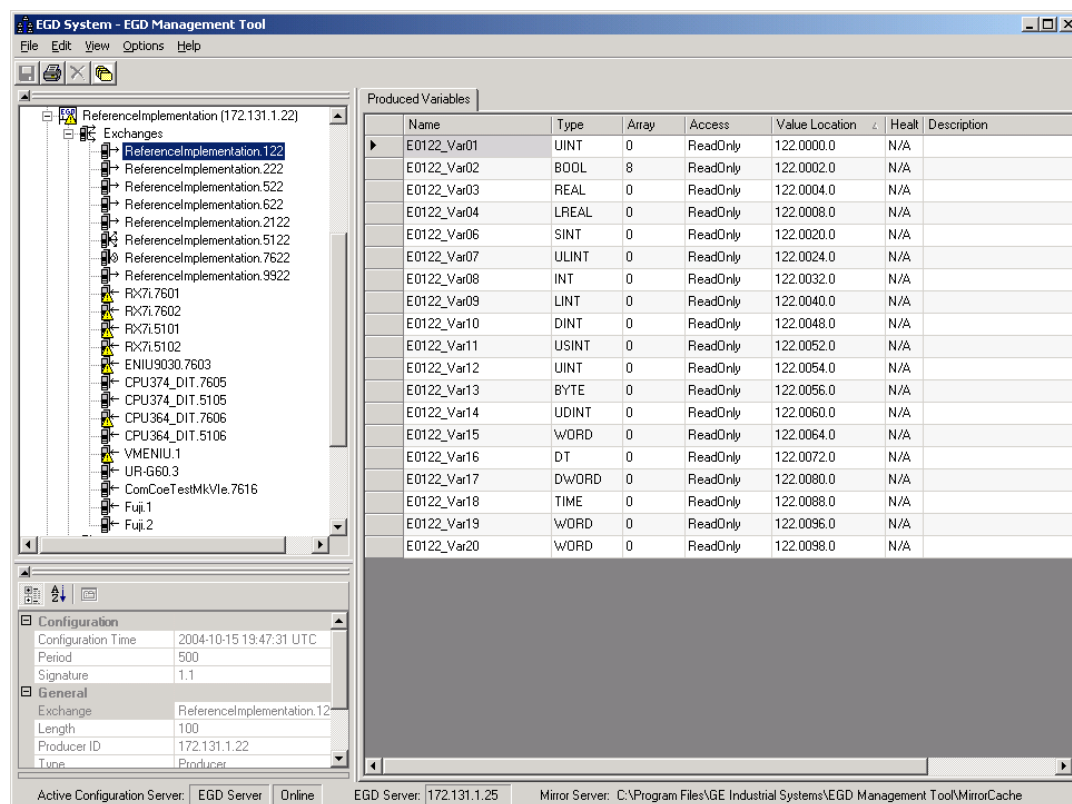 EGD System - EGD Management Tool
File Edit View Options Help
ReferenceImplementation (172.131.1.22)
Exchanges
ReferenceImplementation.122
ReferenceImplementation.222
ReferenceImplementation.522
ReferenceImplementation.622
ReferenceImplementation.2122
ReferenceImplementation.5122
ReferenceImplementation.7622
ReferenceImplementation.9922
RX7i.7601
RX7i.7602
RX7i.5101
RX7i.5102
ENIU9030.7603
CPU374_DIT.7605
CPU374_DIT.5105
CPU364_DIT.7606
CPU364_DIT.5106
VMENIU.1
UR-G60.3
ComCoeTestMkVIe.7616
Fuji.1
Fuji.2
Configuration
Configuration Time 2004-10-15 19:47:31 UTC
Period 500
Signature 1.1
General
Exchange ReferenceImplementation.12
Length 100
Producer ID 172.131.1.22
Type Producer
Produced Variables
Name Type Array Access Value Location Healt Description
E0122_Var01 UINT 0 ReadOnly 122.0000.0 N/A
E0122_Var02 BOOL 8 ReadOnly 122.0002.0 N/A
E0122_Var03 REAL 0 ReadOnly 122.0004.0 N/A
E0122_Var04 LREAL 0 ReadOnly 122.0008.0 N/A
E0122_Var06 SINT 0 ReadOnly 122.0020.0 N/A
E0122_Var07 ULINT 0 ReadOnly 122.0024.0 N/A
E0122_Var08 INT 0 ReadOnly 122.0032.0 N/A
E0122_Var09 LINT 0 ReadOnly 122.0040.0 N/A
E0122_Var10 DINT 0 ReadOnly 122.0048.0 N/A
E0122_Var11 USINT 0 ReadOnly 122.0052.0 N/A
E0122_Var12 UINT 0 ReadOnly 122.0054.0 N/A
E0122_Var13 BYTE 0 ReadOnly 122.0056.0 N/A
E0122_Var14 UDINT 0 ReadOnly 122.0060.0 N/A
E0122_Var15 WORD 0 ReadOnly 122.0064.0 N/A
E0122_Var16 DT 0 ReadOnly 122.0072.0 N/A
E0122_Var17 DWORD 0 ReadOnly 122.0080.0 N/A
E0122_Var18 TIME 0 ReadOnly 122.0088.0 N/A
E0122_Var19 WORD 0 ReadOnly 122.0096.0 N/A
E0122_Var20 WORD 0 ReadOnly 122.0098.0 N/A
Active Configuration Server: EGD Server Online EGD Server: 172.131.1.25 Mirror Server: C:\Program Files\GE Industrial Systems\EGD Management Tool\MirrorCache